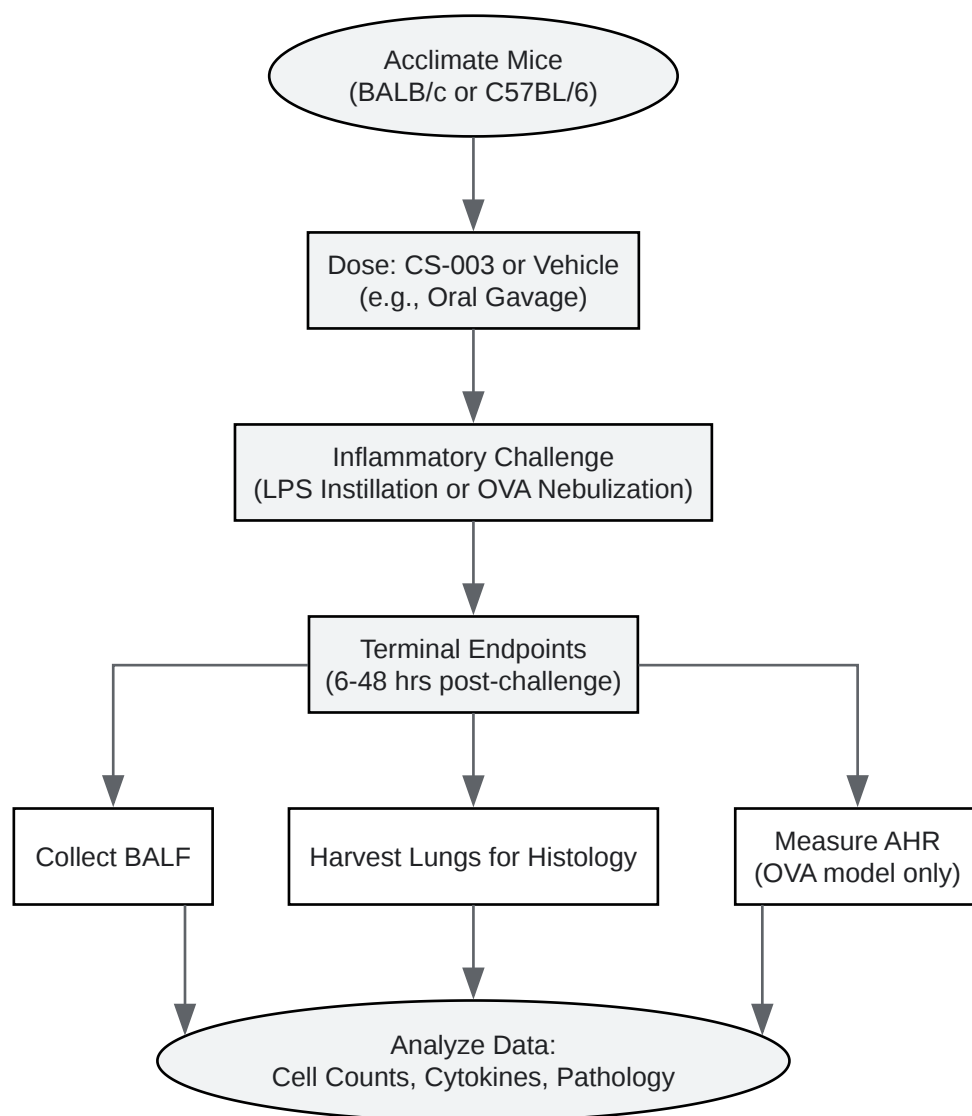 Acclimate Mice
(BALB/c or C57BL/6)
Dose: CS-003 or Vehicle
(e.g., Oral Gavage)
Inflammatory Challenge
(LPS Instillation or OVA Nebulization)
Terminal Endpoints
(6-48 hrs post-challenge)
Collect BALF
Harvest Lungs for Histology
Measure AHR
(OVA model only)
Analyze Data:
Cell Counts, Cytokines, Pathology